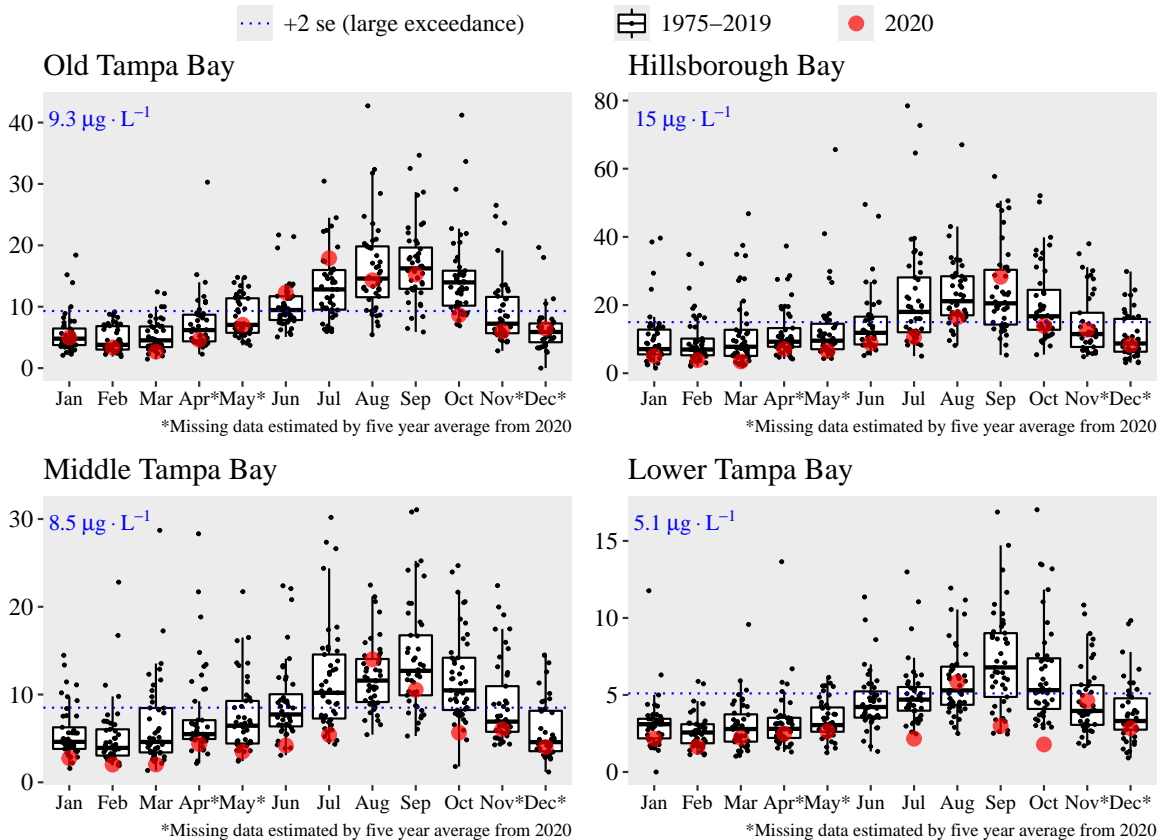 +2 se (large exceedance) 1975–2019 2020
Old Tampa Bay
9.3 μg · L⁻¹
40
30
20
10
0
Jan Feb Mar Apr* May* Jun Jul Aug Sep Oct Nov* Dec*
*Missing data estimated by five year average from 2020
Hillsborough Bay
15 μg · L⁻¹
80
60
40
20
0
Jan Feb Mar Apr* May* Jun Jul Aug Sep Oct Nov* Dec*
*Missing data estimated by five year average from 2020
Middle Tampa Bay
8.5 μg · L⁻¹
30
20
10
0
Jan Feb Mar Apr* May* Jun Jul Aug Sep Oct Nov* Dec*
*Missing data estimated by five year average from 2020
Lower Tampa Bay
5.1 μg · L⁻¹
15
10
5
0
Jan Feb Mar Apr* May* Jun Jul Aug Sep Oct Nov* Dec*
*Missing data estimated by five year average from 2020